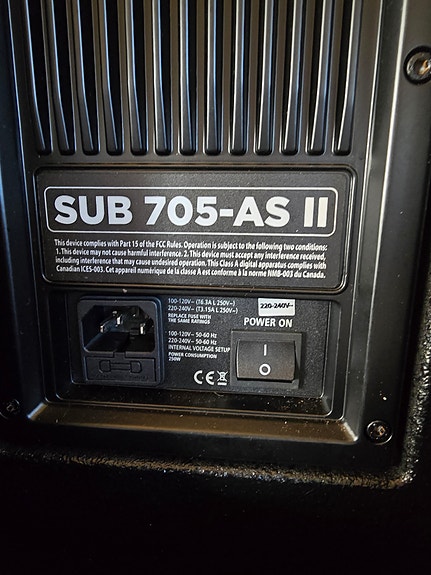 SUB 705-AS II
This device complies with Part 15 of the FCC Rules. Operation is subject to the following two conditions:
1. This device may not cause harmful interference. 2. This device must accept any interference received,
including interference that may cause undesired operation. This Class A digital apparatus complies with
Canadian ICES-003. Cet appareil numérique de la classe A est conforme à la norme NMB-003 du Canada.
100-120V~ (T6.3A L 250V~)
220-240V~ (T3.15A L 250V~)
REPLACE FUSE WITH
THE SAME RATINGS
220-240V~
POWER ON
100-120V~ 50-60 Hz
220-240V~ 50-60 Hz
INTERNAL VOLTAGE SETUP
POWER CONSUMPTION
250W
CE
I
O